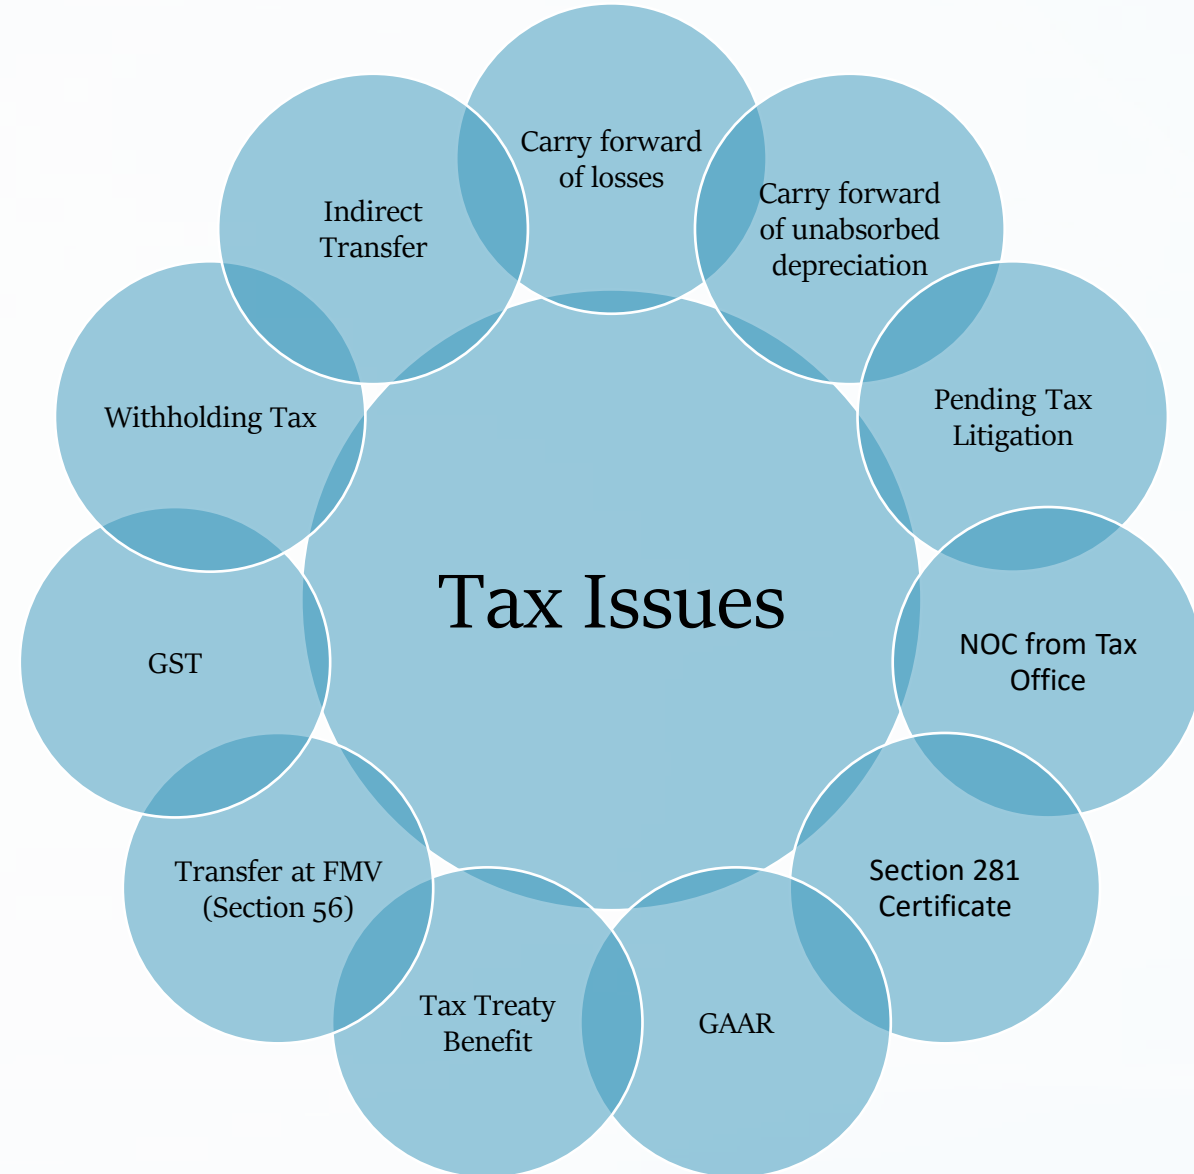 Carry forward
of losses
Carry forward
of unabsorbed
depreciation
Pending Tax
Litigation
NOC from Tax
Office
Section 281
Certificate
GAAR
Tax Treaty
Benefit
Transfer at FMV
(Section 56)
GST
Withholding Tax
Indirect
Transfer
Tax Issues